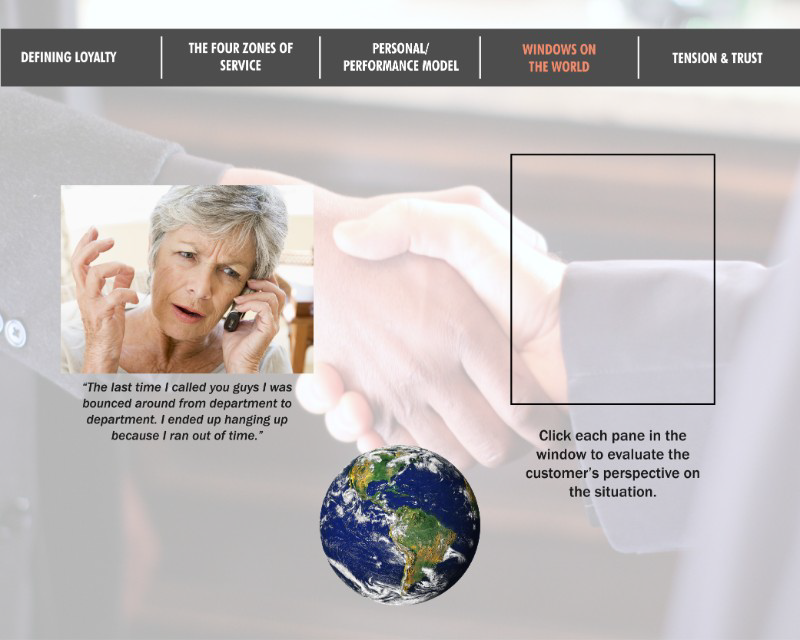 DEFINING LOYALTY
THE FOUR ZONES OF
SERVICE
PERSONAL/
PERFORMANCE MODEL
WINDOWS ON
THE WORLD
TENSION & TRUST
“The last time I called you guys I was
bounced around from department to
department. I ended up hanging up
because I ran out of time.”
Click each pane in the
window to evaluate the
customer’s perspective on
the situation.